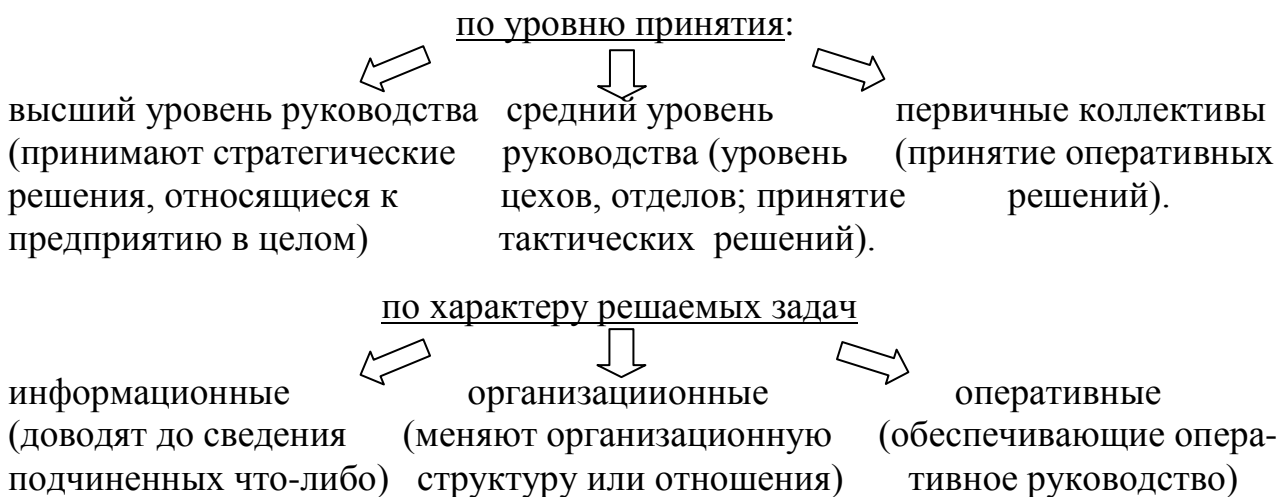 по уровню принятия:
высший уровень руководства средний уровень первичные коллективы
(принимают стратегические руководства (уровень (принятие оперативных
решения, относящиеся к цехов, отделов; принятие решений).
предприятию в целом) тактических решений).
по характеру решаемых задач
информационные организациионные оперативные
(доводят до сведения (меняют организационную (обеспечивающие опера-
подчиненных что-либо) структуру или отношения) тивное руководство)